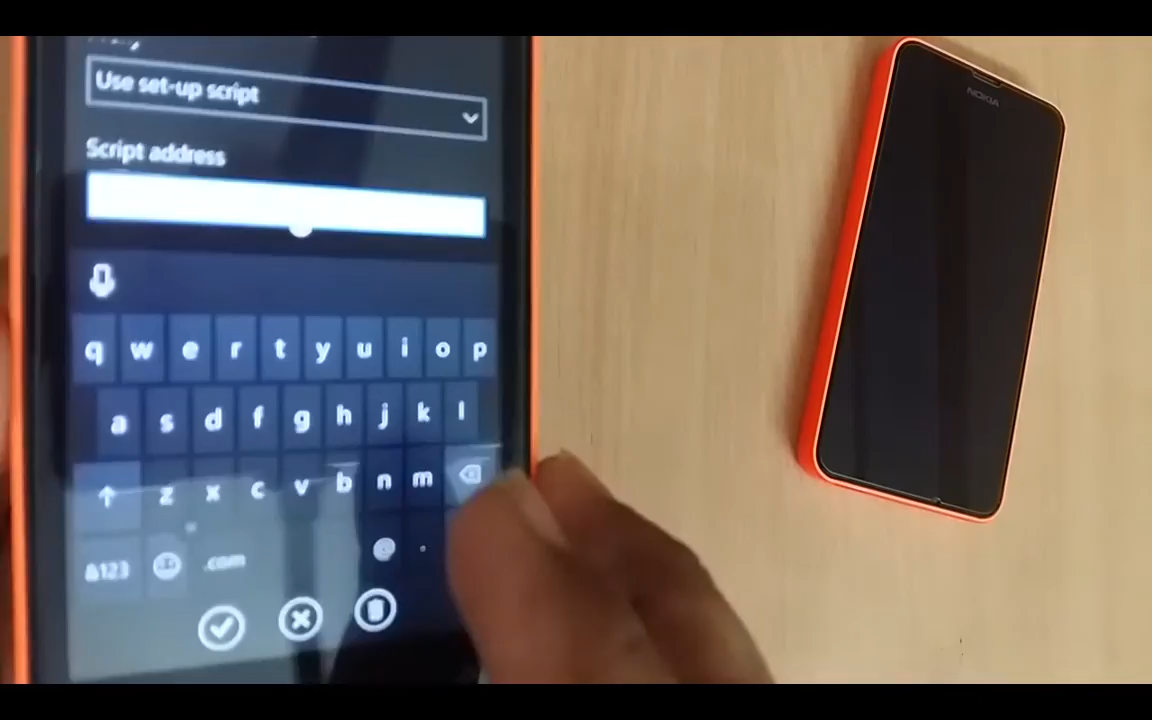 Use set-up script
Script address
q w e r t y u i o p
a s d f g h j k l
z x c v b n m
&123 .com @ .
NOKIA